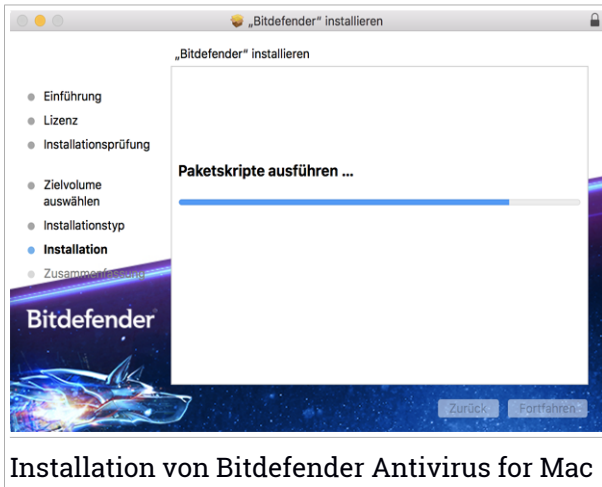 „Bitdefender“ installieren
„Bitdefender“ installieren
Einführung
Lizenz
Installationsprüfung
Zielvolume
auswählen
Installationstyp
Installation
Zusammenfassung
Paketskripte ausführen ...
Bitdefender
Zurück
Fortfahren
Installation von Bitdefender Antivirus for Mac